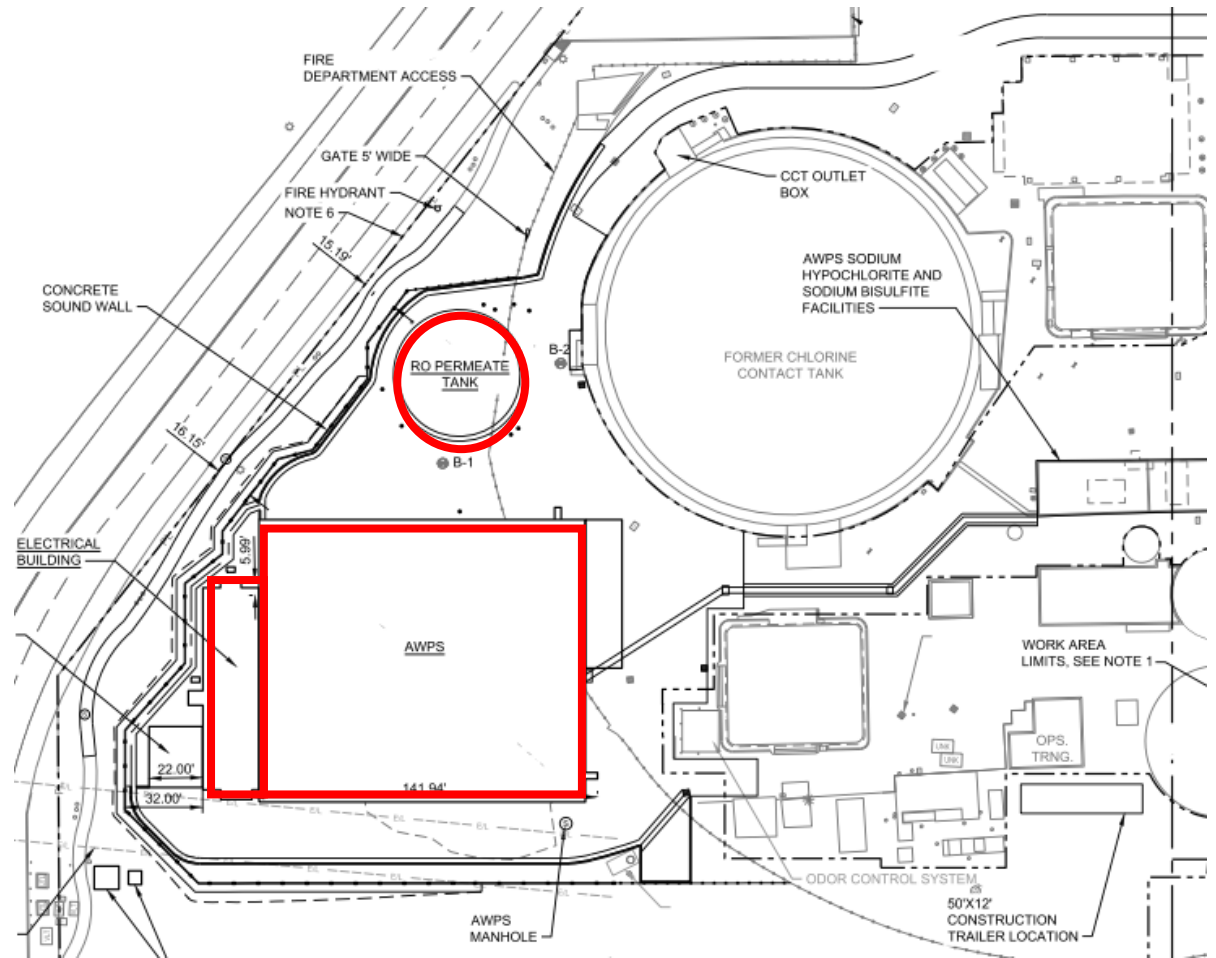 FIRE
DEPARTMENT ACCESS
GATE 5' WIDE
FIRE HYDRANT
NOTE 6
15.19'
CONCRETE
SOUND WALL
16.15'
CCT OUTLET
BOX
AWPS SODIUM
HYPOCHLORITE AND
SODIUM BISULFITE
FACILITIES
B-2
RO PERMEATE
TANK
FORMER CHLORINE
CONTACT TANK
B-1
ELECTRICAL
BUILDING
5.99'
AWPS
WORK AREA
LIMITS, SEE NOTE 1
OPS.
TRNG.
UNK
UNK
22.00'
32.00'
141.94'
ODOR CONTROL SYSTEM
50'X12'
CONSTRUCTION
TRAILER LOCATION
AWPS
MANHOLE